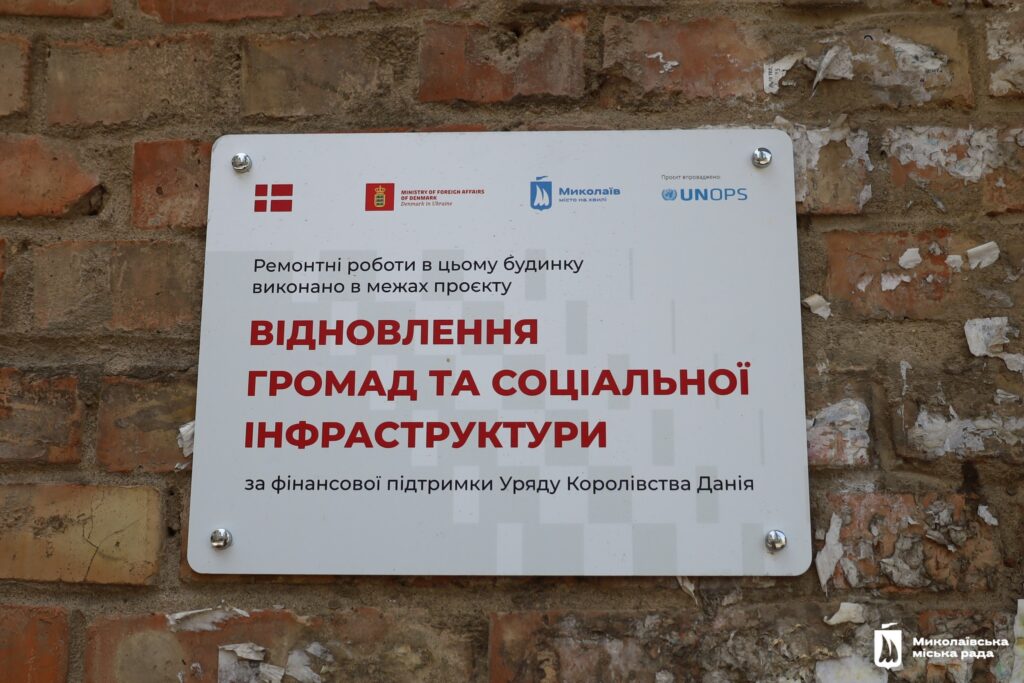 MINISTRY OF FOREIGN AFFAIRS
OF DENMARK
Denmark in Ukraine
Миколаїв
місто на хвилі
Проєкт впроваджено:
UNOPS
Ремонтні роботи в цьому будинку
виконано в межах проєкту
ВІДНОВЛЕННЯ
ГРОМАД ТА СОЦІАЛЬНОЇ
ІНФРАСТРУКТУРИ
за фінансової підтримки Уряду Королівства Данія
Миколаївська
міська рада